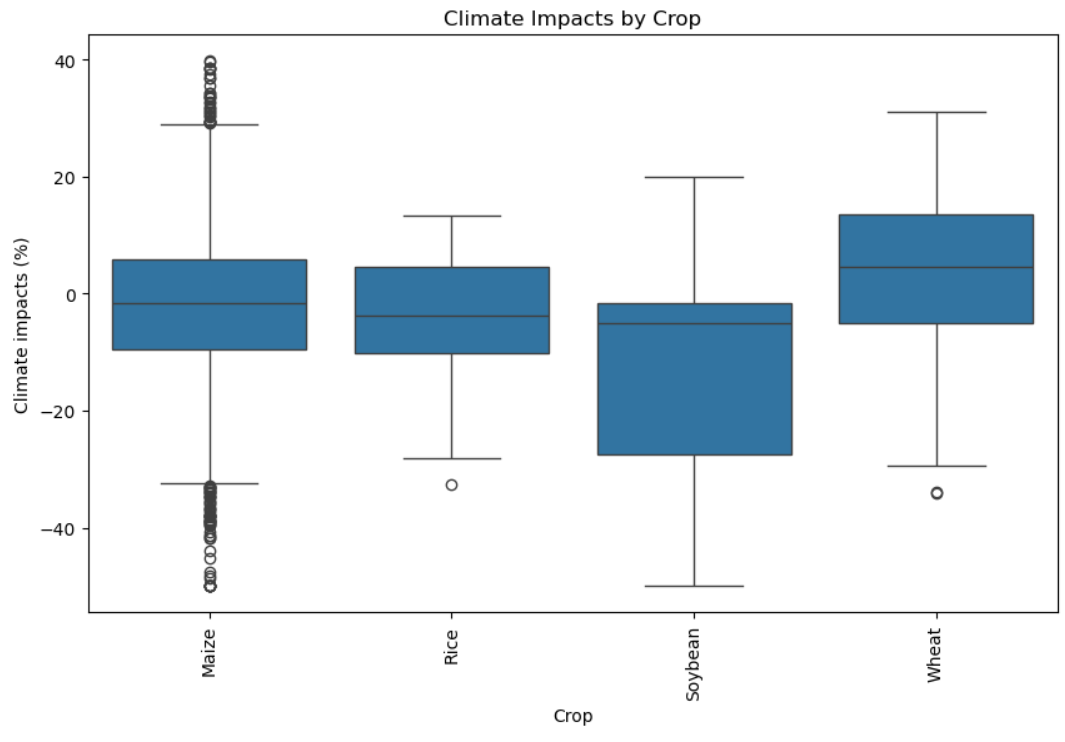 Climate Impacts by Crop
Climate impacts (%)
40
20
0
−20
−40
Maize
Rice
Soybean
Wheat
Crop